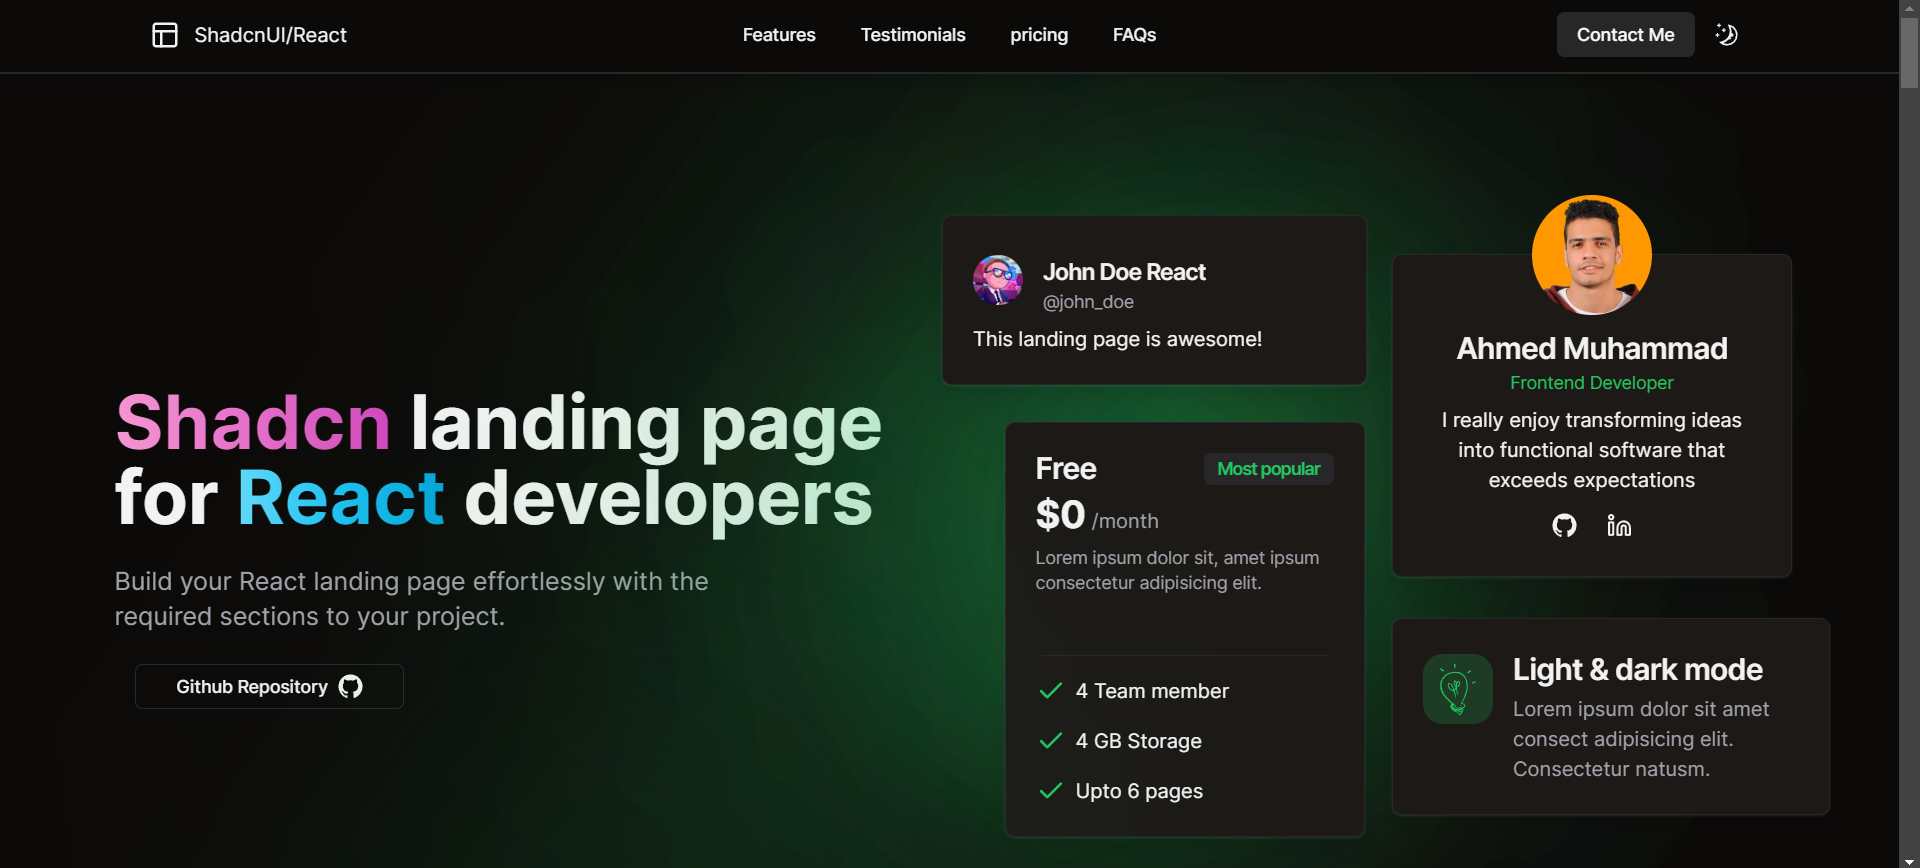 ShadcnUI/React
Features
Testimonials
pricing
FAQs
Contact Me
Shadcn landing page
for React developers
Build your React landing page effortlessly with the
required sections to your project.
Github Repository
John Doe React
@john_doe
This landing page is awesome!
Free
Most popular
$0 /month
Lorem ipsum dolor sit, amet ipsum
consectetur adipisicing elit.
4 Team member
4 GB Storage
Upto 6 pages
Ahmed Muhammad
Frontend Developer
I really enjoy transforming ideas
into functional software that
exceeds expectations
Light & dark mode
Lorem ipsum dolor sit amet
consect adipisicing elit.
Consectetur natusm.